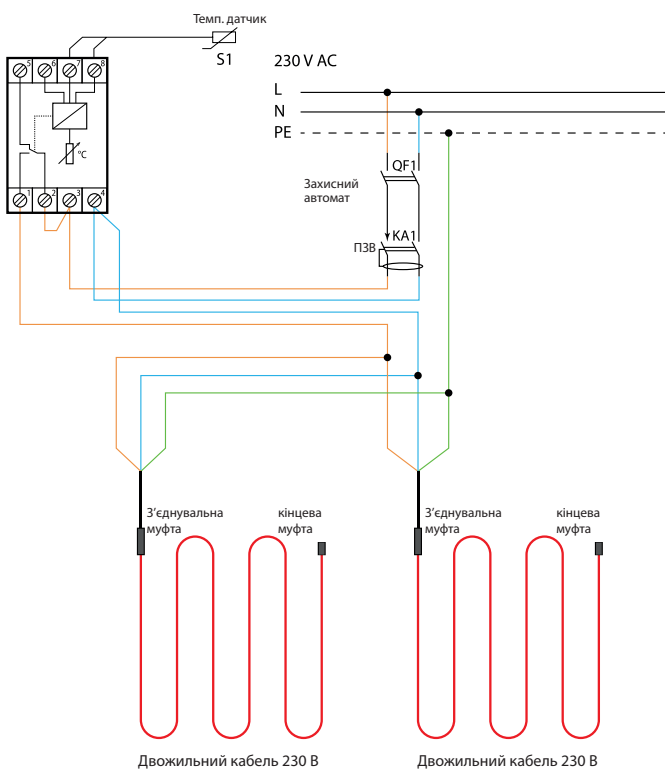 Темп. датчик
S1
230 V AC
5 6 7 8
L
N
PE
°C
QF1
Захисний
автомат
1 2 3 4
KA1
ПЗВ
З’єднувальна
муфта
кінцева
муфта
З’єднувальна
муфта
кінцева
муфта
Двожильний кабель 230 В
Двожильний кабель 230 В